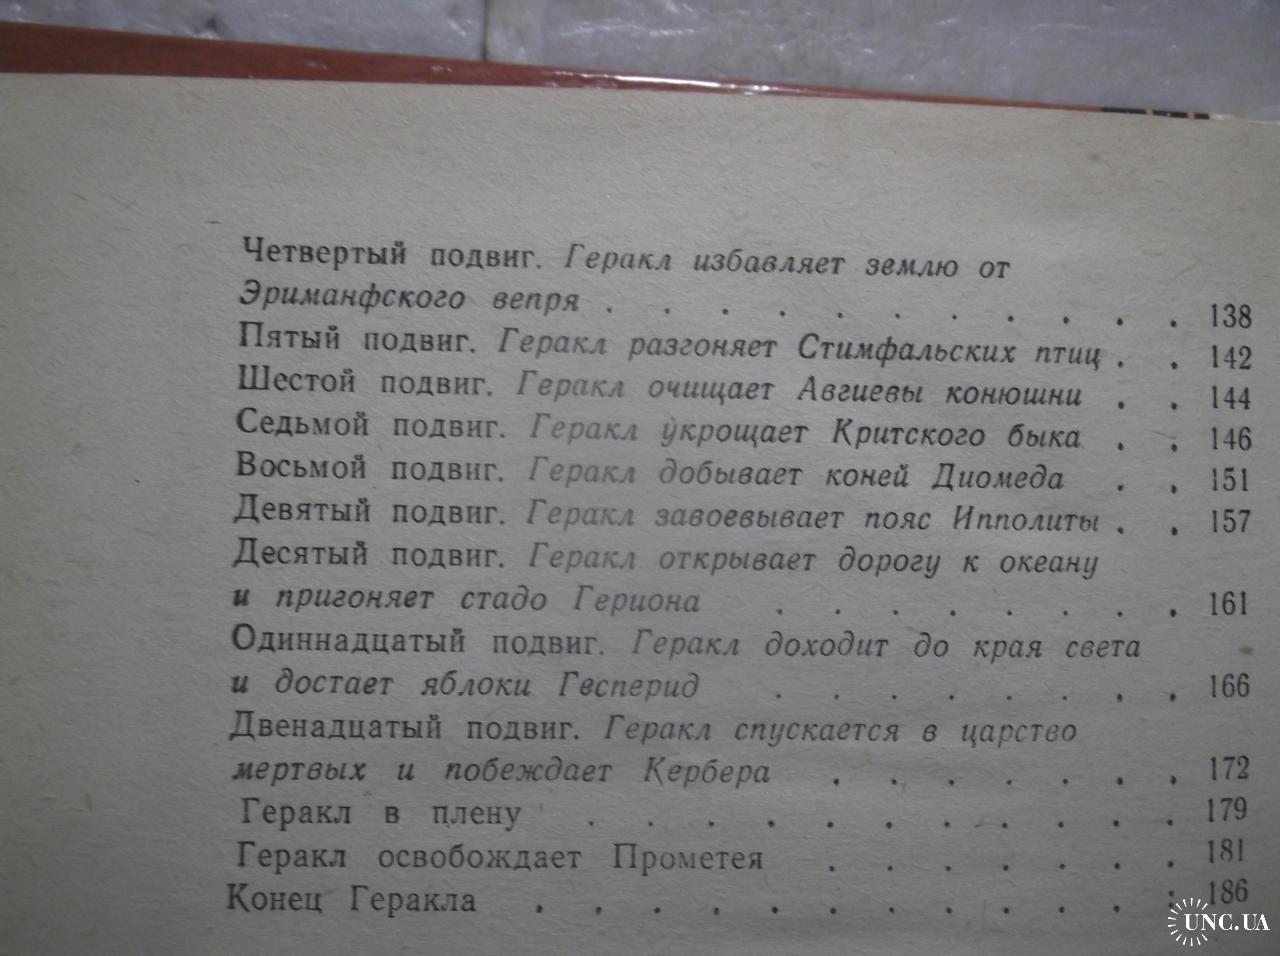 Четвертый подвиг. Геракл избавляет землю от
Эриманфского вепря . . . . . . . . . . . 138
Пятый подвиг. Геракл разгоняет Стимфальских птиц . . 142
Шестой подвиг. Геракл очищает Авгиевы конюшни . . 144
Седьмой подвиг. Геракл укрощает Критского быка . . 146
Восьмой подвиг. Геракл добывает коней Диомеда . . 151
Девятый подвиг. Геракл завоевывает пояс Ипполиты . . 157
Десятый подвиг. Геракл открывает дорогу к океану
и пригоняет стадо Гериона . . . . . . . . 161
Одиннадцатый подвиг. Геракл доходит до края света
и достает яблоки Гесперид . . . . . . . . 166
Двенадцатый подвиг. Геракл спускается в царство
мертвых и побеждает Кербера . . . . . . . 172
Геракл в плену . . . . . . . . . . . 179
Геракл освобождает Прометея . . . . . . . 181
Конец Геракла . . . . . . . . . . . : 186
UNC.UA